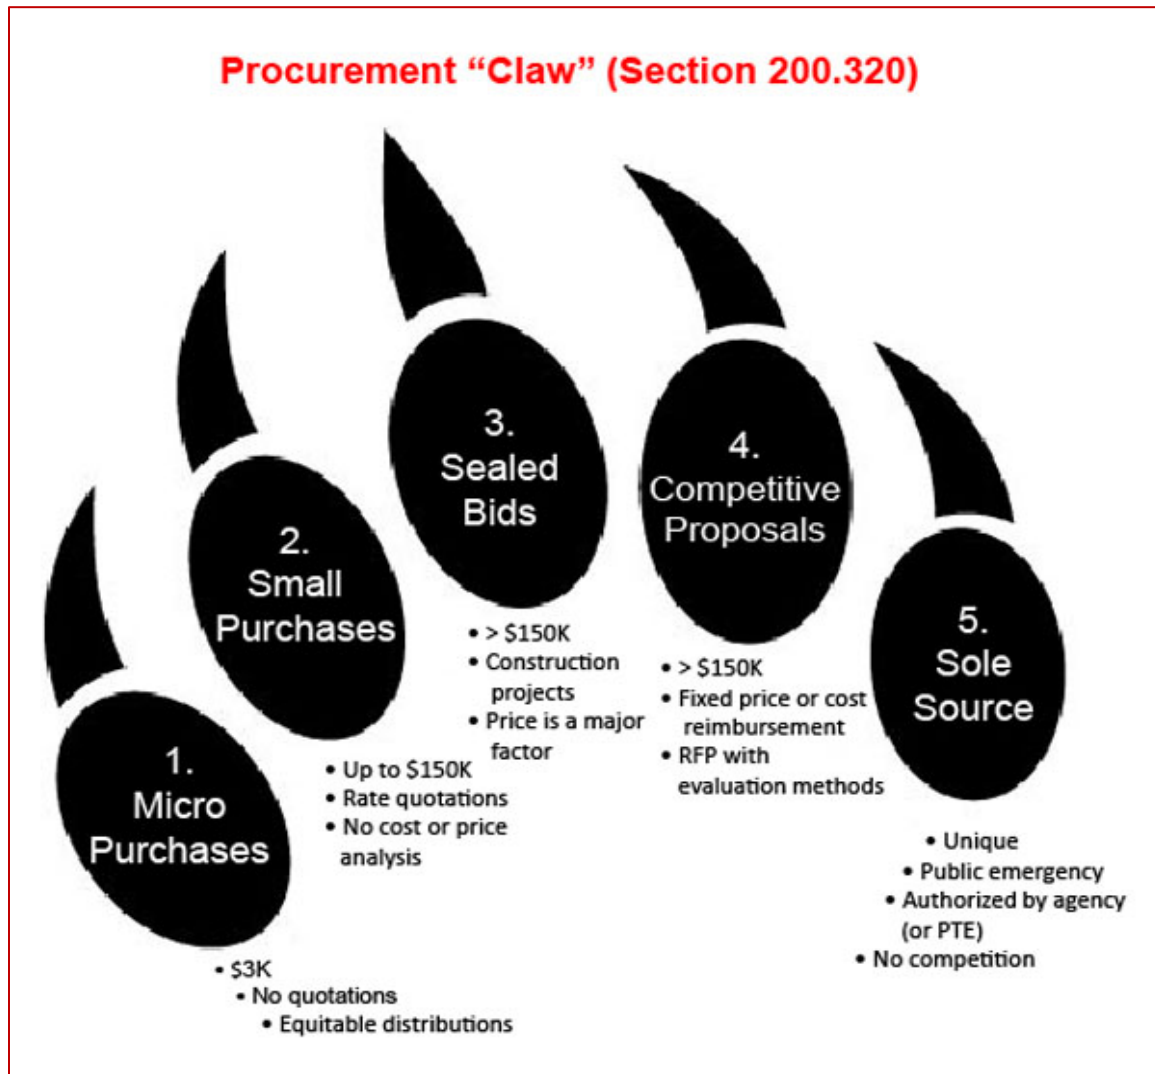 Procurement “Claw” (Section 200.320)
1.
Micro
Purchases
• $3K
• No quotations
• Equitable distributions
2.
Small
Purchases
• Up to $150K
• Rate quotations
• No cost or price
analysis
3.
Sealed
Bids
• > $150K
• Construction
projects
• Price is a major
factor
4.
Competitive
Proposals
• > $150K
• Fixed price or cost
reimbursement
• RFP with
evaluation methods
5.
Sole
Source
• Unique
• Public emergency
• Authorized by agency
(or PTE)
• No competition